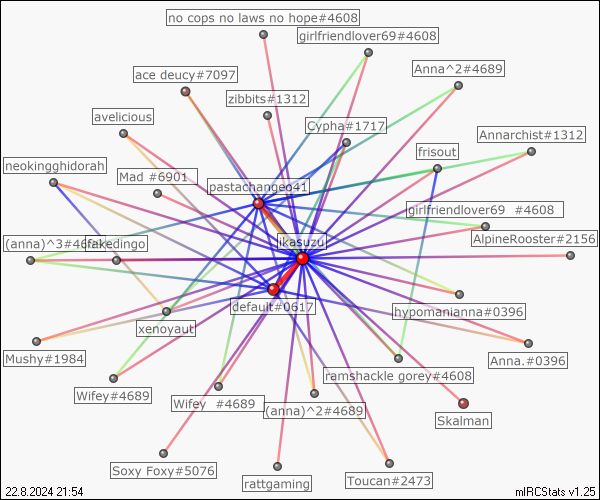 no cops no laws no hope#4608
girlfriendlover69#4608
Anna^2#4689
ace deucy#7097
zibbits#1312
avelicious
Cypha#1717
Annarchist#1312
frisout
neokingghidorah
Mad #6901
pastachangeo41
girlfriendlover69 #4608
(anna)^3#4689
fakedingo
ikasuzu
AlpineRooster#2156
default#0617
hypomanianna#0396
xenoyaut
Mushy#1984
Anna.#0396
ramshackle gorey#4608
Wifey#4689
Wifey #4689
(anna)^2#4689
Skalman
Soxy Foxy#5076
rattgaming
Toucan#2473
22.8.2024 21:54
mIRCStats v1.25